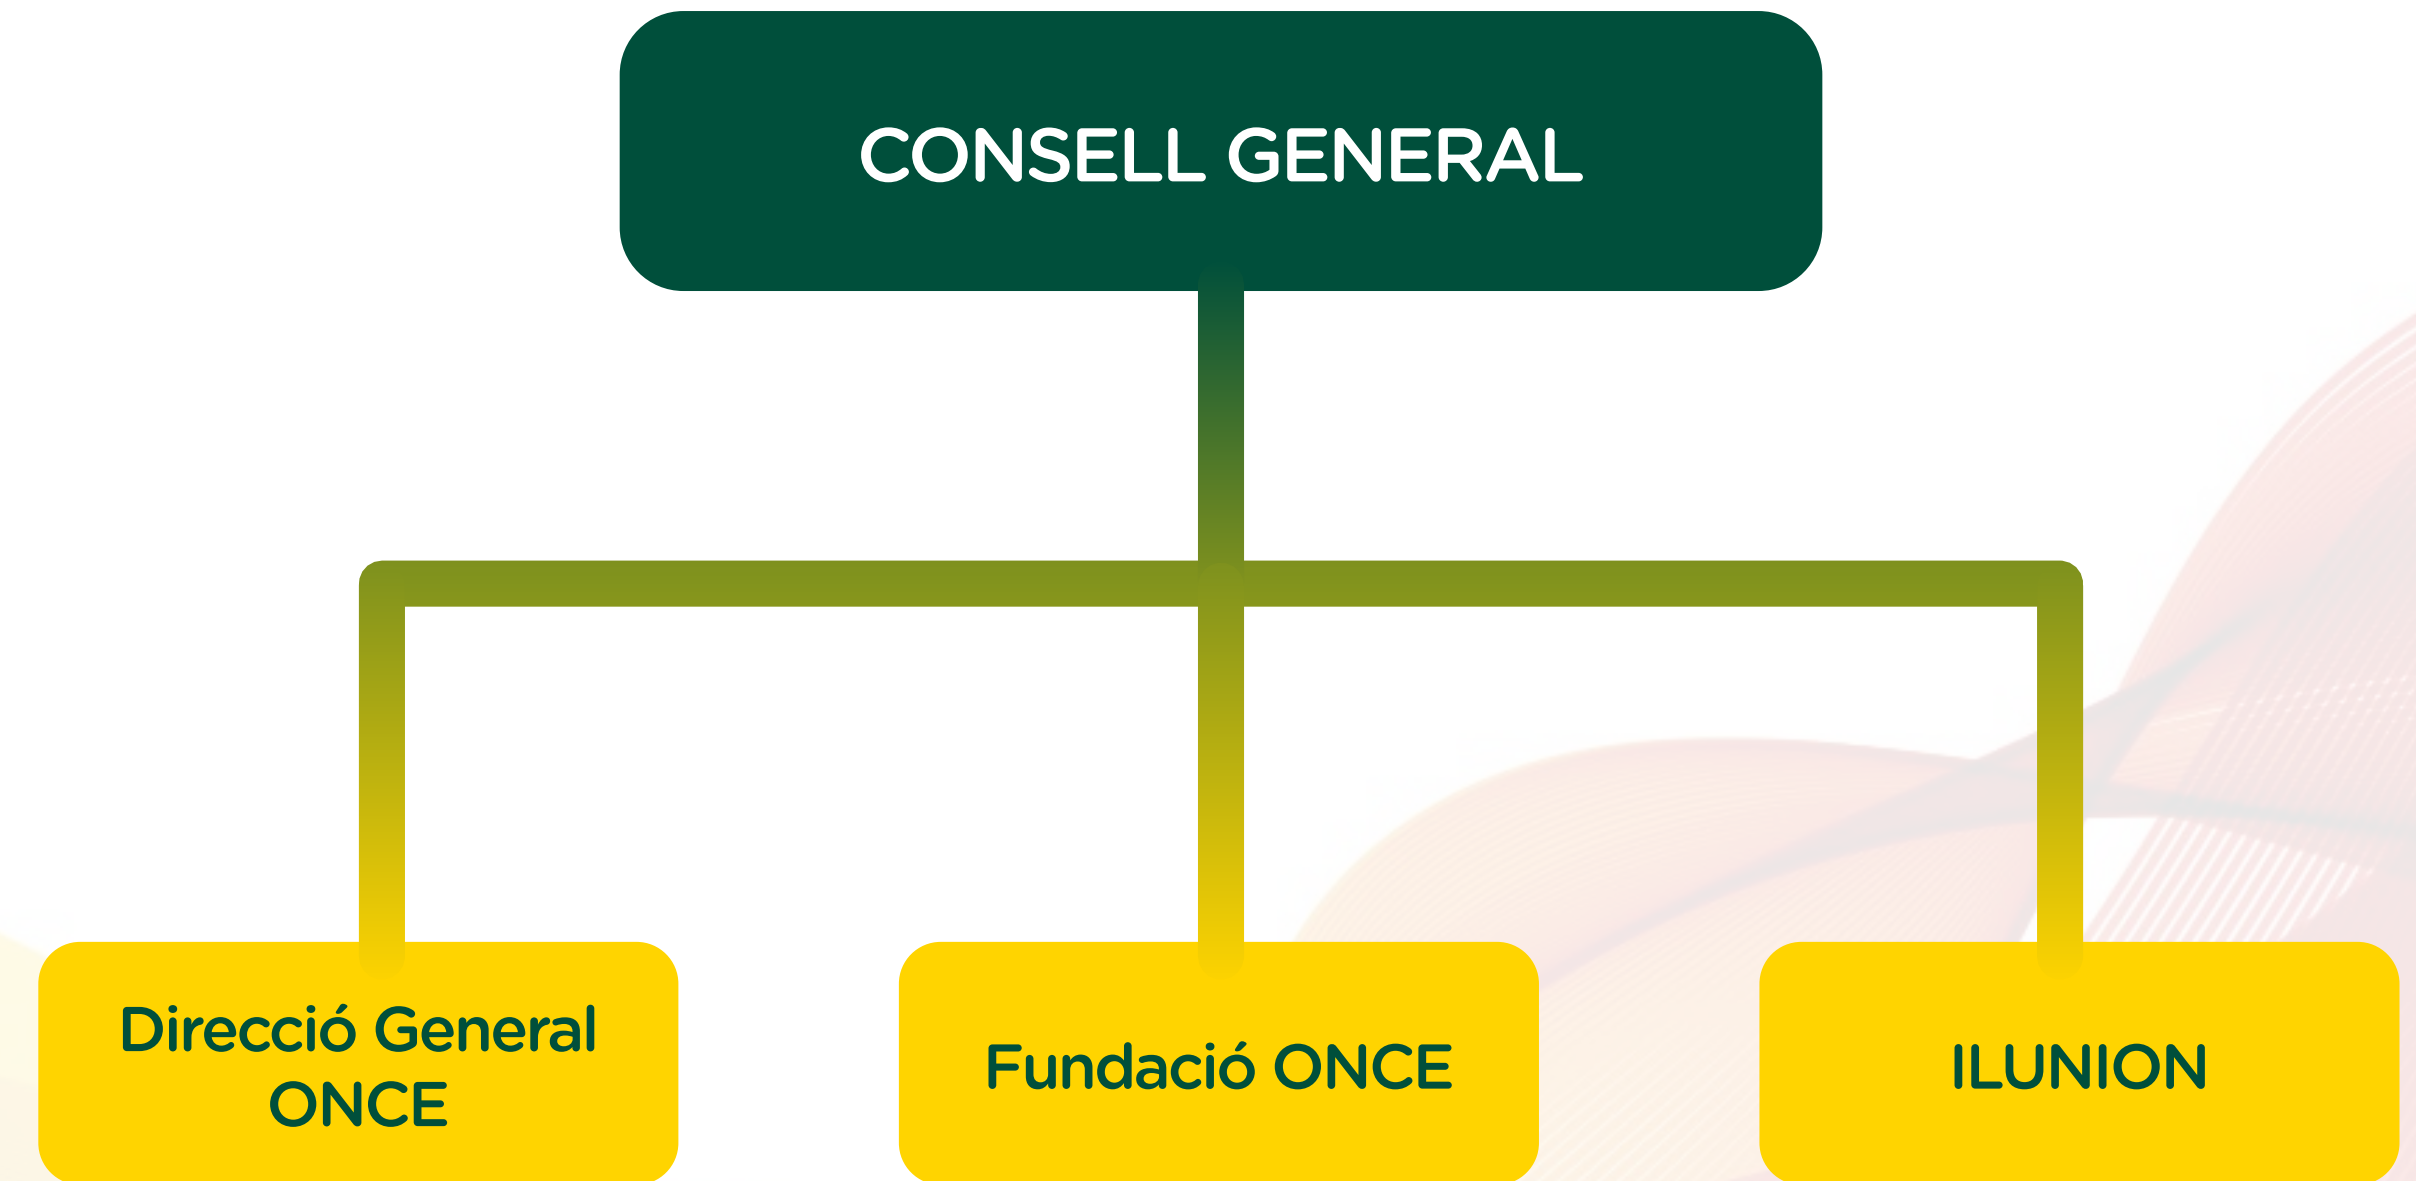 CONSELL GENERAL
Direcció General
ONCE
Fundació ONCE
ILUNION